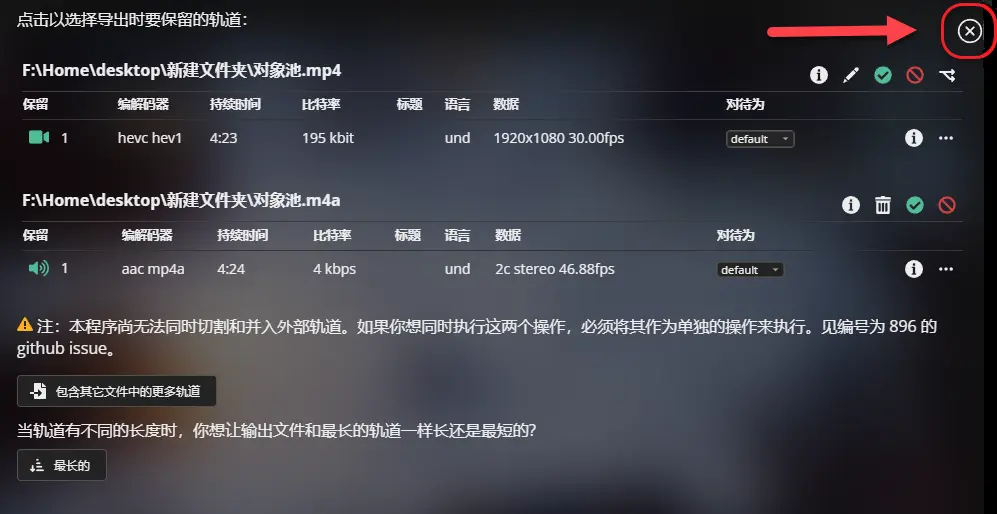 点击以选择导出时要保留的轨道：
F:\Home\desktop\新建文件夹\对象池.mp4
保留 编解码器 持续时间 比特率 标题 语言 数据 对待为
1 hevc hev1 4:23 195 kbit und 1920x1080 30.00fps default
F:\Home\desktop\新建文件夹\对象池.m4a
保留 编解码器 持续时间 比特率 标题 语言 数据 对待为
1 aac mp4a 4:24 4 kbps und 2c stereo 46.88fps default
注：本程序尚无法同时切割和并入外部轨道。如果你想同时执行这两个操作，必须将其作为单独的操作来执行。见编号为 896 的
github issue。
包含其它文件中的更多轨道
当轨道有不同的长度时，你想让输出文件和最长的轨道一样长还是最短的?
最长的